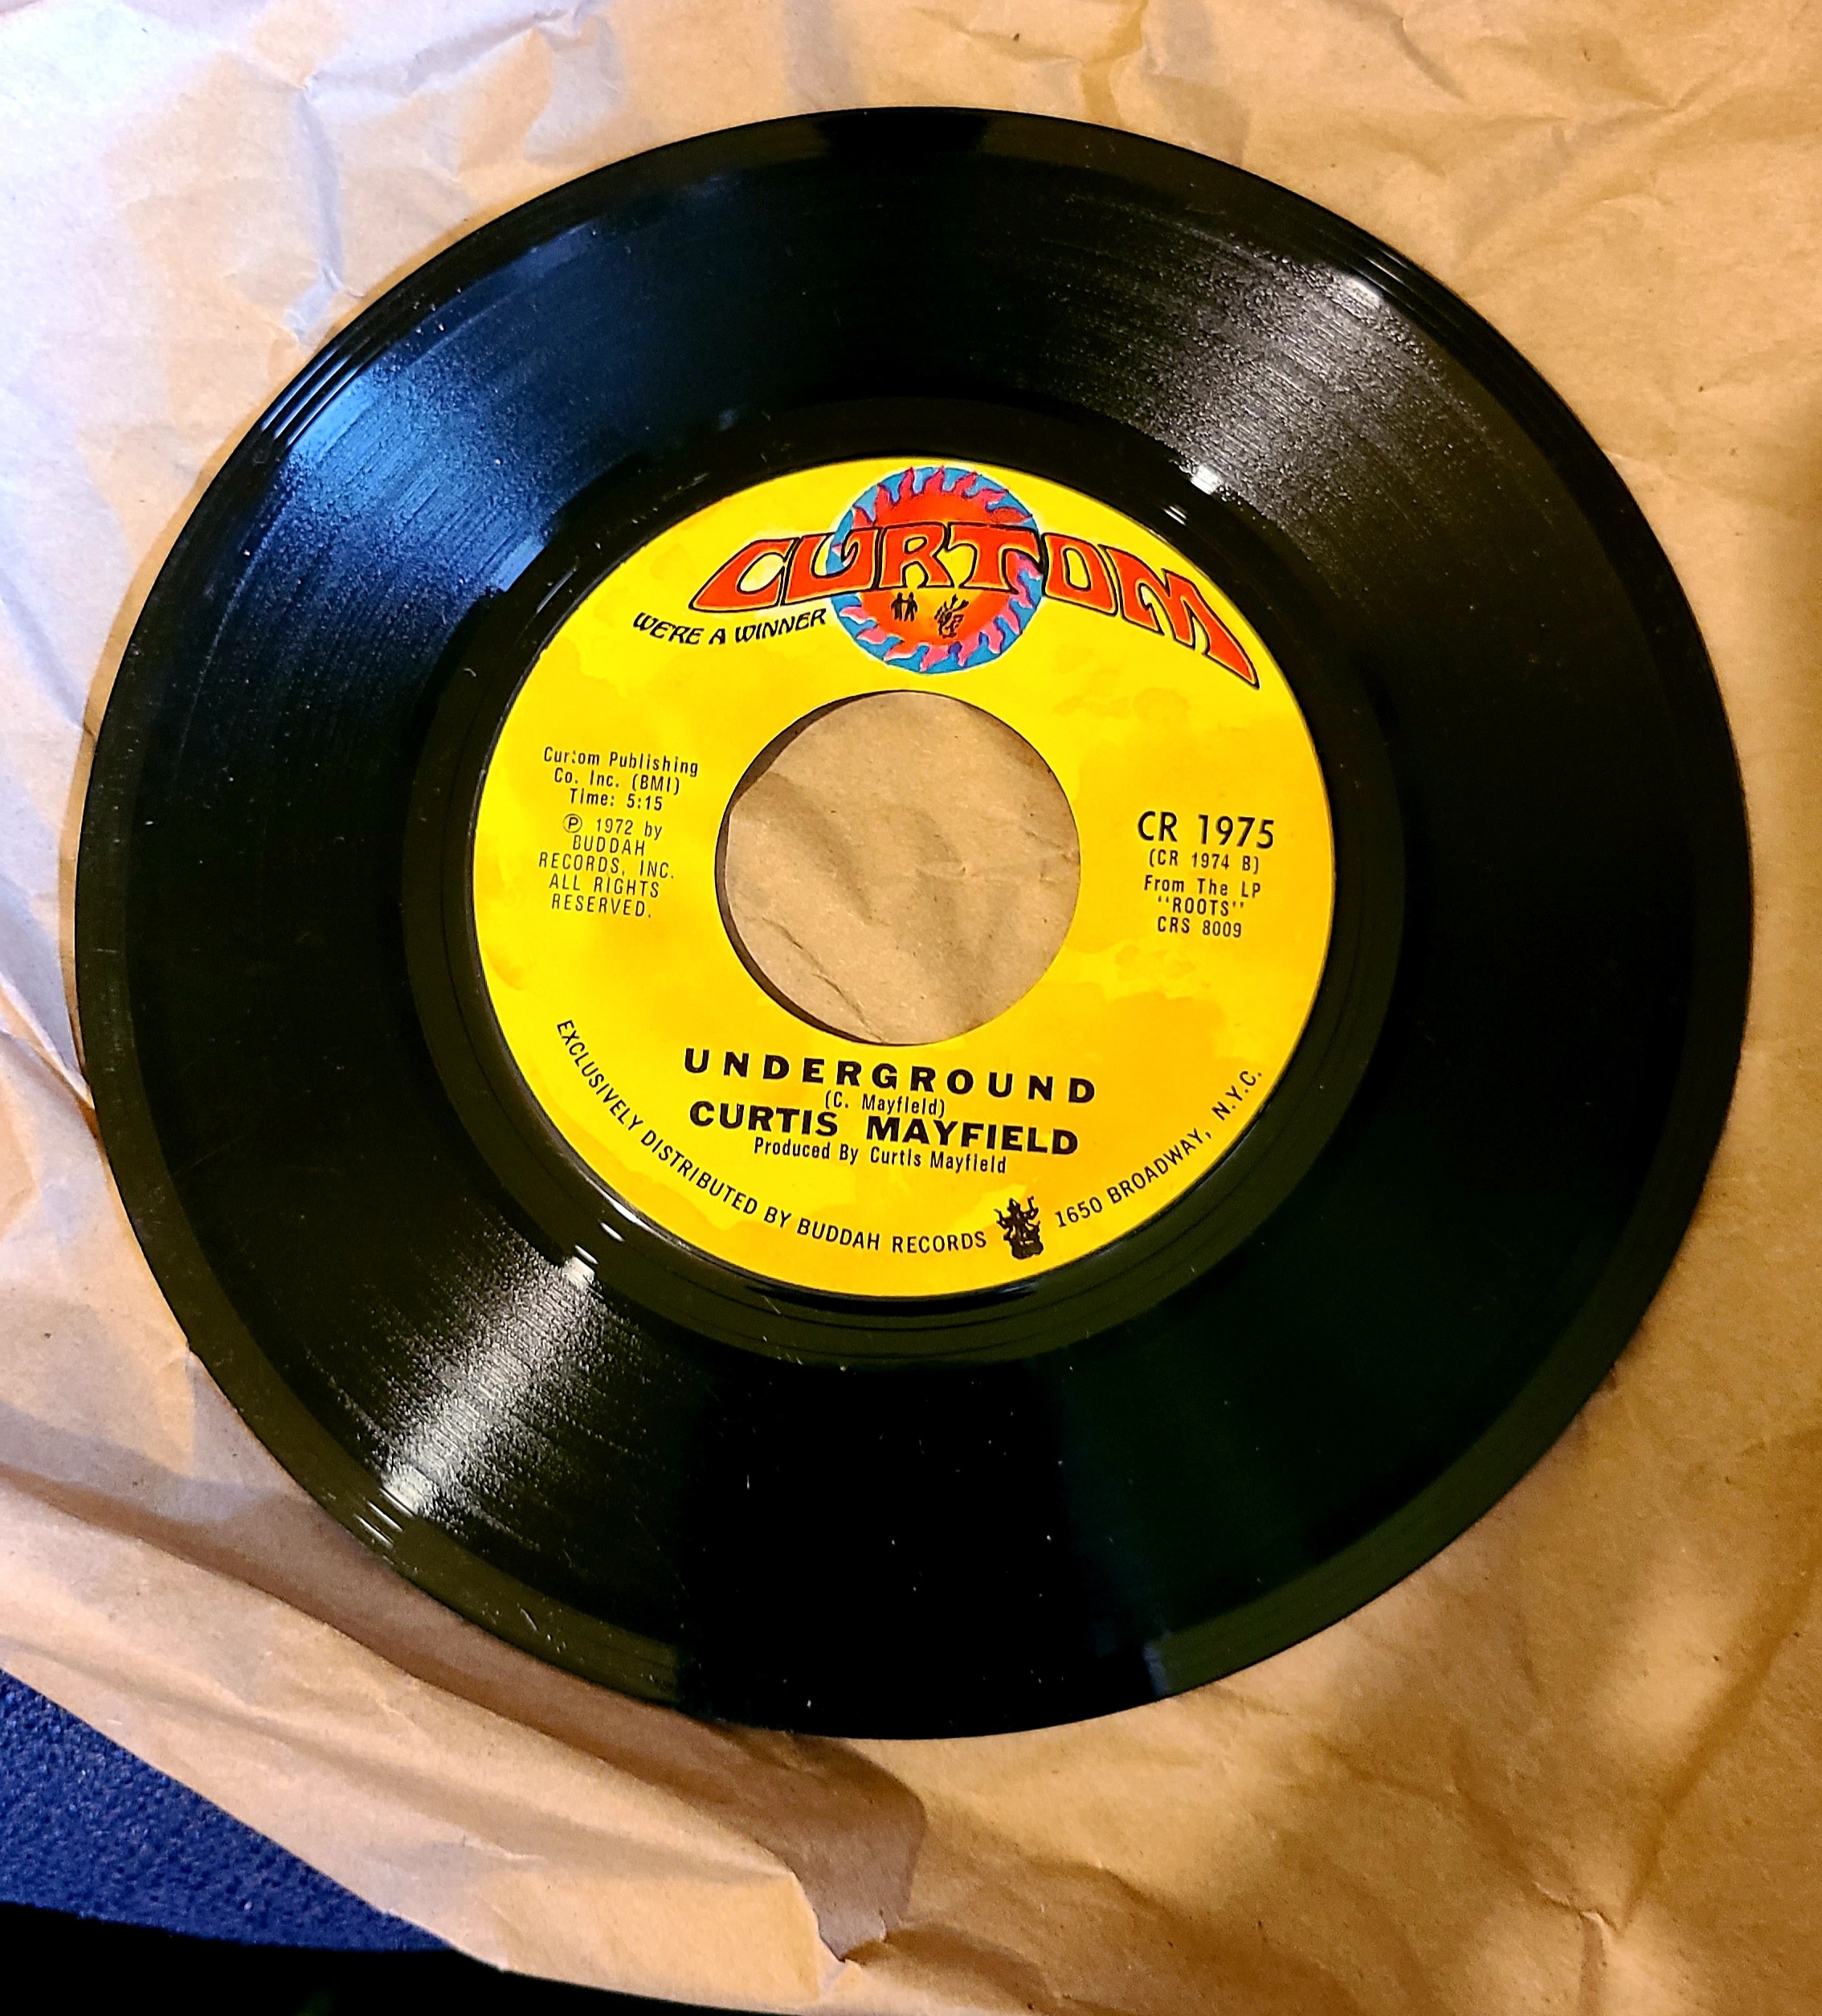 CURTOM
WE'RE A WINNER
Curtom Publishing
Co. Inc. (BMI)
Time: 5:15
Ⓟ 1972 by
BUDDAH
RECORDS, INC.
ALL RIGHTS
RESERVED.
CR 1975
(CR 1974 B)
From The LP
"ROOTS"
CRS 8009
UNDERGROUND
(C. Mayfield)
CURTIS MAYFIELD
Produced By Curtis Mayfield
EXCLUSIVELY DISTRIBUTED BY BUDDAH RECORDS 1650 BROADWAY, N.Y.C.